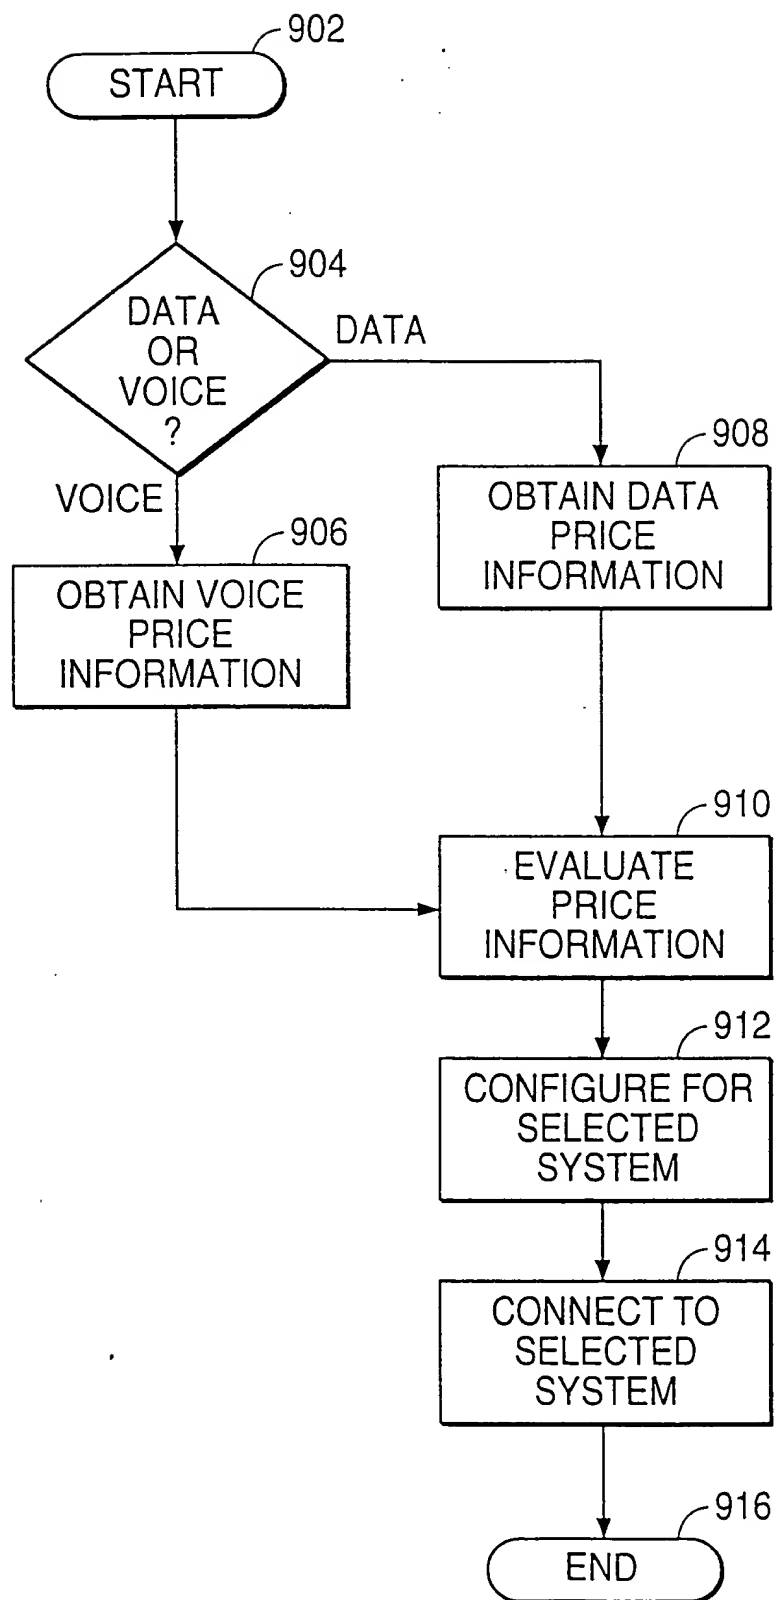 902
START
904
DATA
OR
VOICE
?
DATA
VOICE
908
OBTAIN DATA
PRICE
INFORMATION
906
OBTAIN VOICE
PRICE
INFORMATION
910
EVALUATE
PRICE
INFORMATION
912
CONFIGURE FOR
SELECTED
SYSTEM
914
CONNECT TO
SELECTED
SYSTEM
916
END